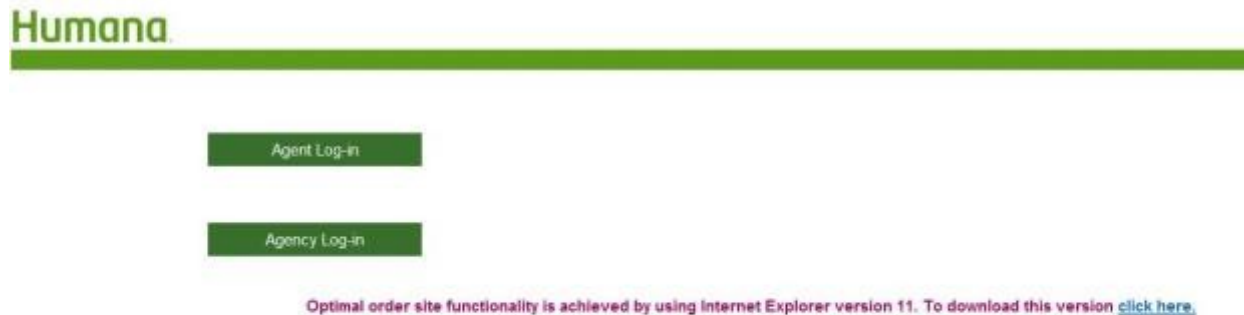 Humana.
Agent Log-in
Agency Log-in
Optimal order site functionality is achieved by using Internet Explorer version 11. To download this version click here.